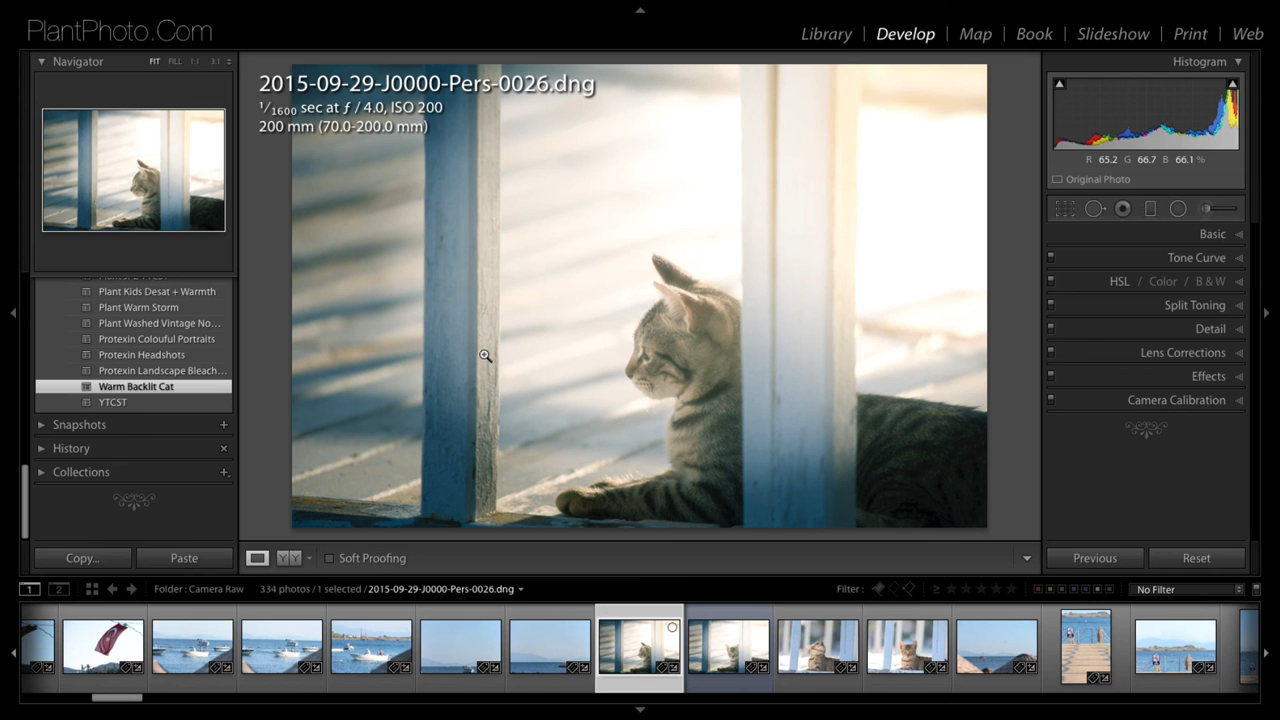 PlantPhoto.Com
Library | Develop | Map | Book | Slideshow | Print | Web
Navigator FIT FILL 1:1 3:1
2015-09-29-J0000-Pers-0026.dng
1/1600 sec at ƒ / 4.0, ISO 200
200 mm (70.0-200.0 mm)
Histogram
R 65.2 G 66.7 B 66.1 %
Original Photo
Basic
Tone Curve
HSL / Color / B & W
Split Toning
Detail
Lens Corrections
Effects
Camera Calibration
Plant Kids Desat + Warmth
Plant Warm Storm
Plant Washed Vintage No...
Protexin Colouful Portraits
Protexin Headshots
Protexin Landscape Bleach...
Warm Backlit Cat
YTCST
Snapshots +
History ×
Collections +
Copy... Paste
Y Y Soft Proofing
Previous Reset
1 2 Folder : Camera Raw 334 photos / 1 selected / 2015-09-29-J0000-Pers-0026.dng Filter : ≥ No Filter